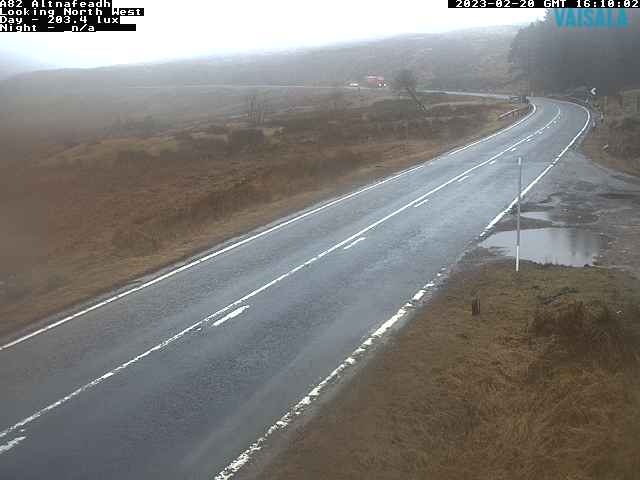 A82 Altnafeadh
Looking North West
Day - 203.4 lux
Night - n/a
2023-02-20 GMT 16:10:02
VAISALA